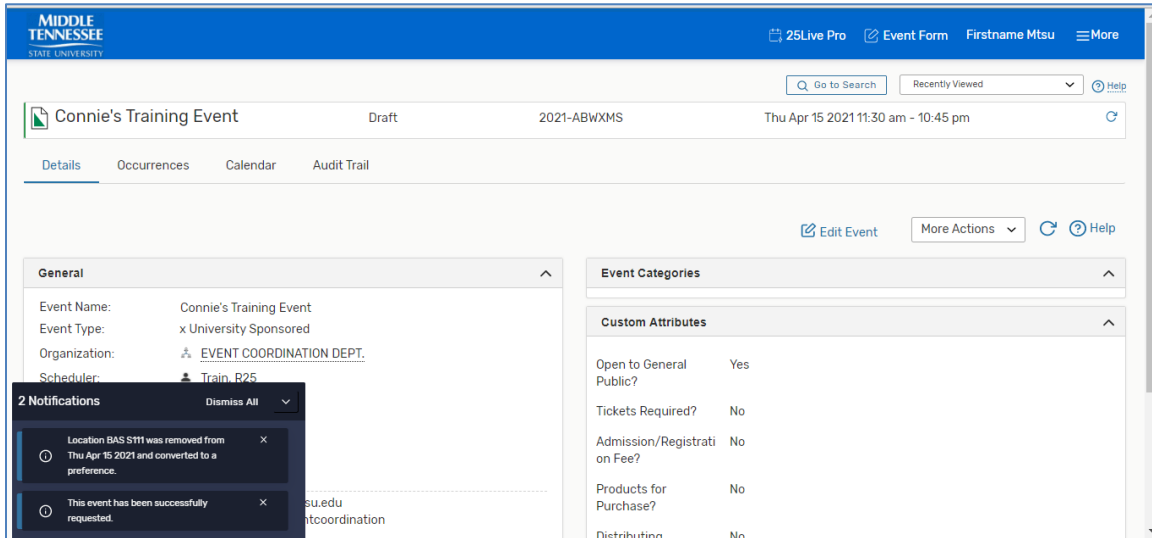 MIDDLE
TENNESSEE
STATE UNIVERSITY
25Live Pro Event Form Firstname Mtsu More
Go to Search Recently Viewed Help
Connie's Training Event Draft 2021-ABWXMS Thu Apr 15 2021 11:30 am - 10:45 pm
Details Occurrences Calendar Audit Trail
Edit Event More Actions Help
General
Event Name: Connie's Training Event
Event Type: x University Sponsored
Organization: EVENT COORDINATION DEPT.
Scheduler: Train, R25
2 Notifications Dismiss All
Location BAS S111 was removed from
Thu Apr 15 2021 and converted to a
preference.
This event has been successfully
requested.
su.edu
ntcoordination
Event Categories
Custom Attributes
Open to General Yes
Public?
Tickets Required? No
Admission/Registrati No
on Fee?
Products for No
Purchase?
Distributing No